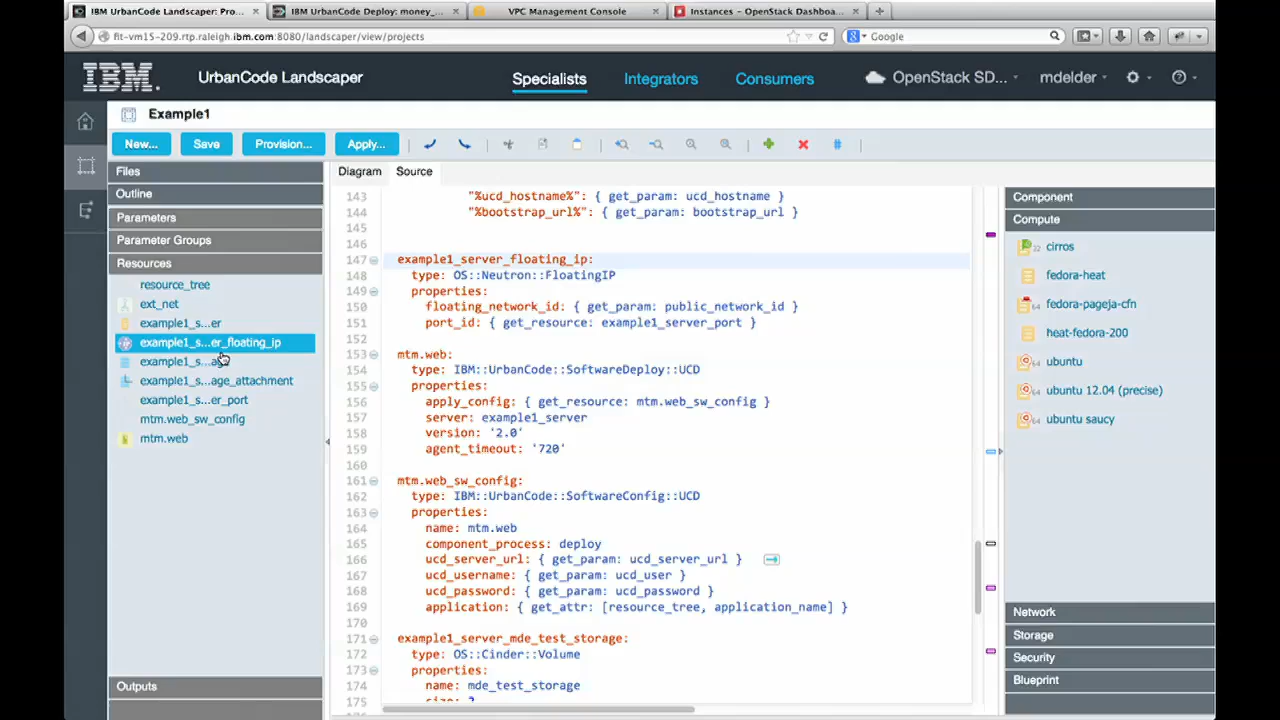 IBM UrbanCode Landscaper: Pro...
IBM UrbanCode Deploy: money_...
VPC Management Console
Instances - OpenStack Dashboa...
fit-vm15-209.rtp.raleigh.ibm.com:8080/landscaper/view/projects
Google
IBM.
UrbanCode Landscaper
Specialists
Integrators
Consumers
OpenStack SD...
mdelder
Example1
New...
Save
Provision...
Apply...
Files
Outline
Parameters
Parameter Groups
Resources
resource_tree
ext_net
example1_s...er
example1_s...er_floating_ip
example1_s...age_attachment
example1_s...er_port
mtm.web_sw_config
mtm.web
Outputs
Diagram
Source
143 "%ucd_hostname%": { get_param: ucd_hostname }
144 "%bootstrap_url%": { get_param: bootstrap_url }
145
146
147 example1_server_floating_ip:
148 type: OS::Neutron::FloatingIP
149 properties:
150 floating_network_id: { get_param: public_network_id }
151 port_id: { get_resource: example1_server_port }
152
153 mtm.web:
154 type: IBM::UrbanCode::SoftwareDeploy::UCD
155 properties:
156 apply_config: { get_resource: mtm.web_sw_config }
157 server: example1_server
158 version: '2.0'
159 agent_timeout: '720'
160
161 mtm.web_sw_config:
162 type: IBM::UrbanCode::SoftwareConfig::UCD
163 properties:
164 name: mtm.web
165 component_process: deploy
166 ucd_server_url: { get_param: ucd_server_url }
167 ucd_username: { get_param: ucd_user }
168 ucd_password: { get_param: ucd_password }
169 application: { get_attr: [resource_tree, application_name] }
170
171 example1_server_mde_test_storage:
172 type: OS::Cinder::Volume
173 properties:
174 name: mde_test_storage
175 size: 2
Component
Compute
cirros
fedora-heat
fedora-pageja-cfn
heat-fedora-200
ubuntu
ubuntu 12.04 (precise)
ubuntu saucy
Network
Storage
Security
Blueprint